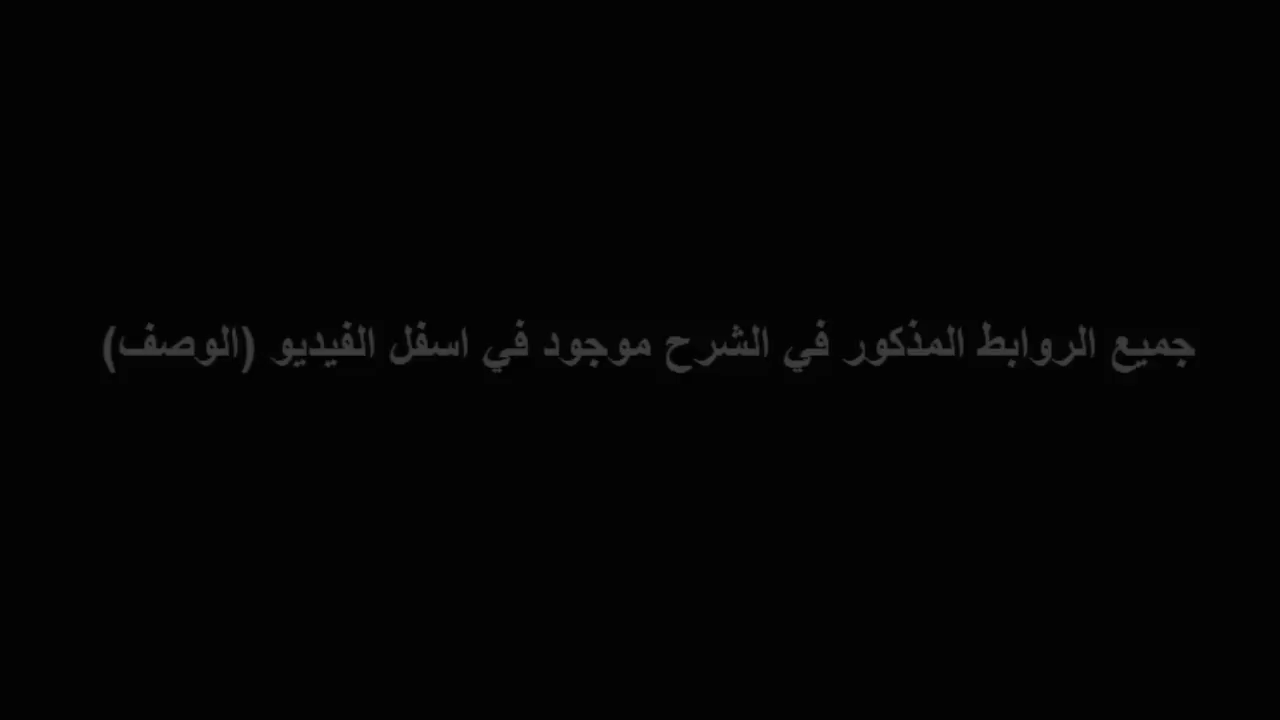 جميع الروابط المذكور في الشرح موجود في اسفل الفيديو (الوصف)